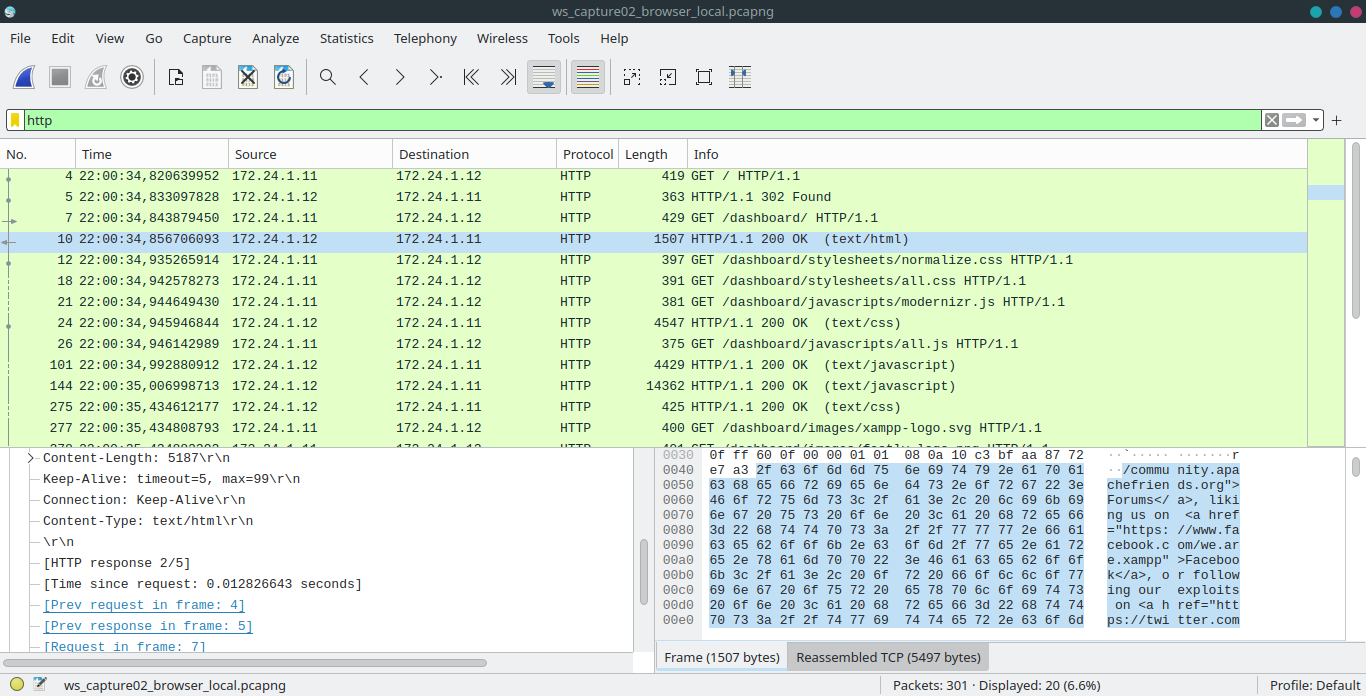 ws_capture02_browser_local.pcapng
File Edit View Go Capture Analyze Statistics Telephony Wireless Tools Help
http
No. Time Source Destination Protocol Length Info
4 22:00:34,820639952 172.24.1.11 172.24.1.12 HTTP 419 GET / HTTP/1.1
5 22:00:34,833097828 172.24.1.11 172.24.1.11 HTTP 363 HTTP/1.1 302 Found
7 22:00:34,843879450 172.24.1.11 172.24.1.12 HTTP 429 GET /dashboard/ HTTP/1.1
10 22:00:34,856706093 172.24.1.12 172.24.1.11 HTTP 1507 HTTP/1.1 200 OK (text/html)
12 22:00:34,935265914 172.24.1.11 172.24.1.12 HTTP 397 GET /dashboard/stylesheets/normalize.css HTTP/1.1
18 22:00:34,942578273 172.24.1.11 172.24.1.12 HTTP 391 GET /dashboard/stylesheets/all.css HTTP/1.1
21 22:00:34,944649430 172.24.1.11 172.24.1.12 HTTP 381 GET /dashboard/javascripts/modernizr.js HTTP/1.1
24 22:00:34,945946844 172.24.1.12 172.24.1.11 HTTP 4547 HTTP/1.1 200 OK (text/css)
26 22:00:34,946142989 172.24.1.11 172.24.1.12 HTTP 375 GET /dashboard/javascripts/all.js HTTP/1.1
101 22:00:34,992880912 172.24.1.12 172.24.1.11 HTTP 4429 HTTP/1.1 200 OK (text/javascript)
144 22:00:35,006998713 172.24.1.12 172.24.1.11 HTTP 14362 HTTP/1.1 200 OK (text/javascript)
275 22:00:35,434612177 172.24.1.12 172.24.1.11 HTTP 425 HTTP/1.1 200 OK (text/css)
277 22:00:35,434808793 172.24.1.11 172.24.1.12 HTTP 400 GET /dashboard/images/xampp-logo.svg HTTP/1.1
Content-Length: 5187\r\n
Keep-Alive: timeout=5, max=99\r\n
Connection: Keep-Alive\r\n
Content-Type: text/html\r\n
\r\n
[HTTP response 2/5]
[Time since request: 0.012826643 seconds]
[Prev request in frame: 4]
[Prev response in frame: 5]
[Request in frame: 7]
0030 0f ff 60 0f 00 00 01 01 08 0a 10 c3 bf aa 87 72 ··`····· ·······r
0040 e7 a3 2f 63 6f 6d 6d 75 6e 69 74 79 2e 61 70 61 ··/commu nity.apa
0050 63 68 65 66 72 69 65 6e 64 73 2e 6f 72 67 22 3e chefrien ds.org">
0060 46 6f 72 75 6d 73 3c 2f 61 3e 2c 20 6c 69 6b 69 Forums</ a>, liki
0070 6e 67 20 75 73 20 6f 6e 20 3c 61 20 68 72 65 66 ng us on <a href
0080 3d 22 68 74 74 70 73 3a 2f 2f 77 77 77 2e 66 61 ="https: //www.fa
0090 63 65 62 6f 6f 6b 2e 63 6f 6d 2f 77 65 2e 61 72 cebook.c om/we.ar
00a0 65 2e 78 61 6d 70 70 22 3e 46 61 63 65 62 6f 6f e.xampp" >Faceboo
00b0 6b 3c 2f 61 3e 2c 20 6f 72 20 66 6f 6c 6c 6f 77 k</a>, o r follow
00c0 69 6e 67 20 6f 75 72 20 65 78 70 6c 6f 69 74 73 ing our exploits
00d0 20 6f 6e 20 3c 61 20 68 72 65 66 3d 22 68 74 74 on <a h ref="htt
00e0 70 73 3a 2f 2f 74 77 69 74 74 65 72 2e 63 6f 6d ps://twi tter.com
Frame (1507 bytes) Reassembled TCP (5497 bytes)
ws_capture02_browser_local.pcapng Packets: 301 · Displayed: 20 (6.6%) Profile: Default